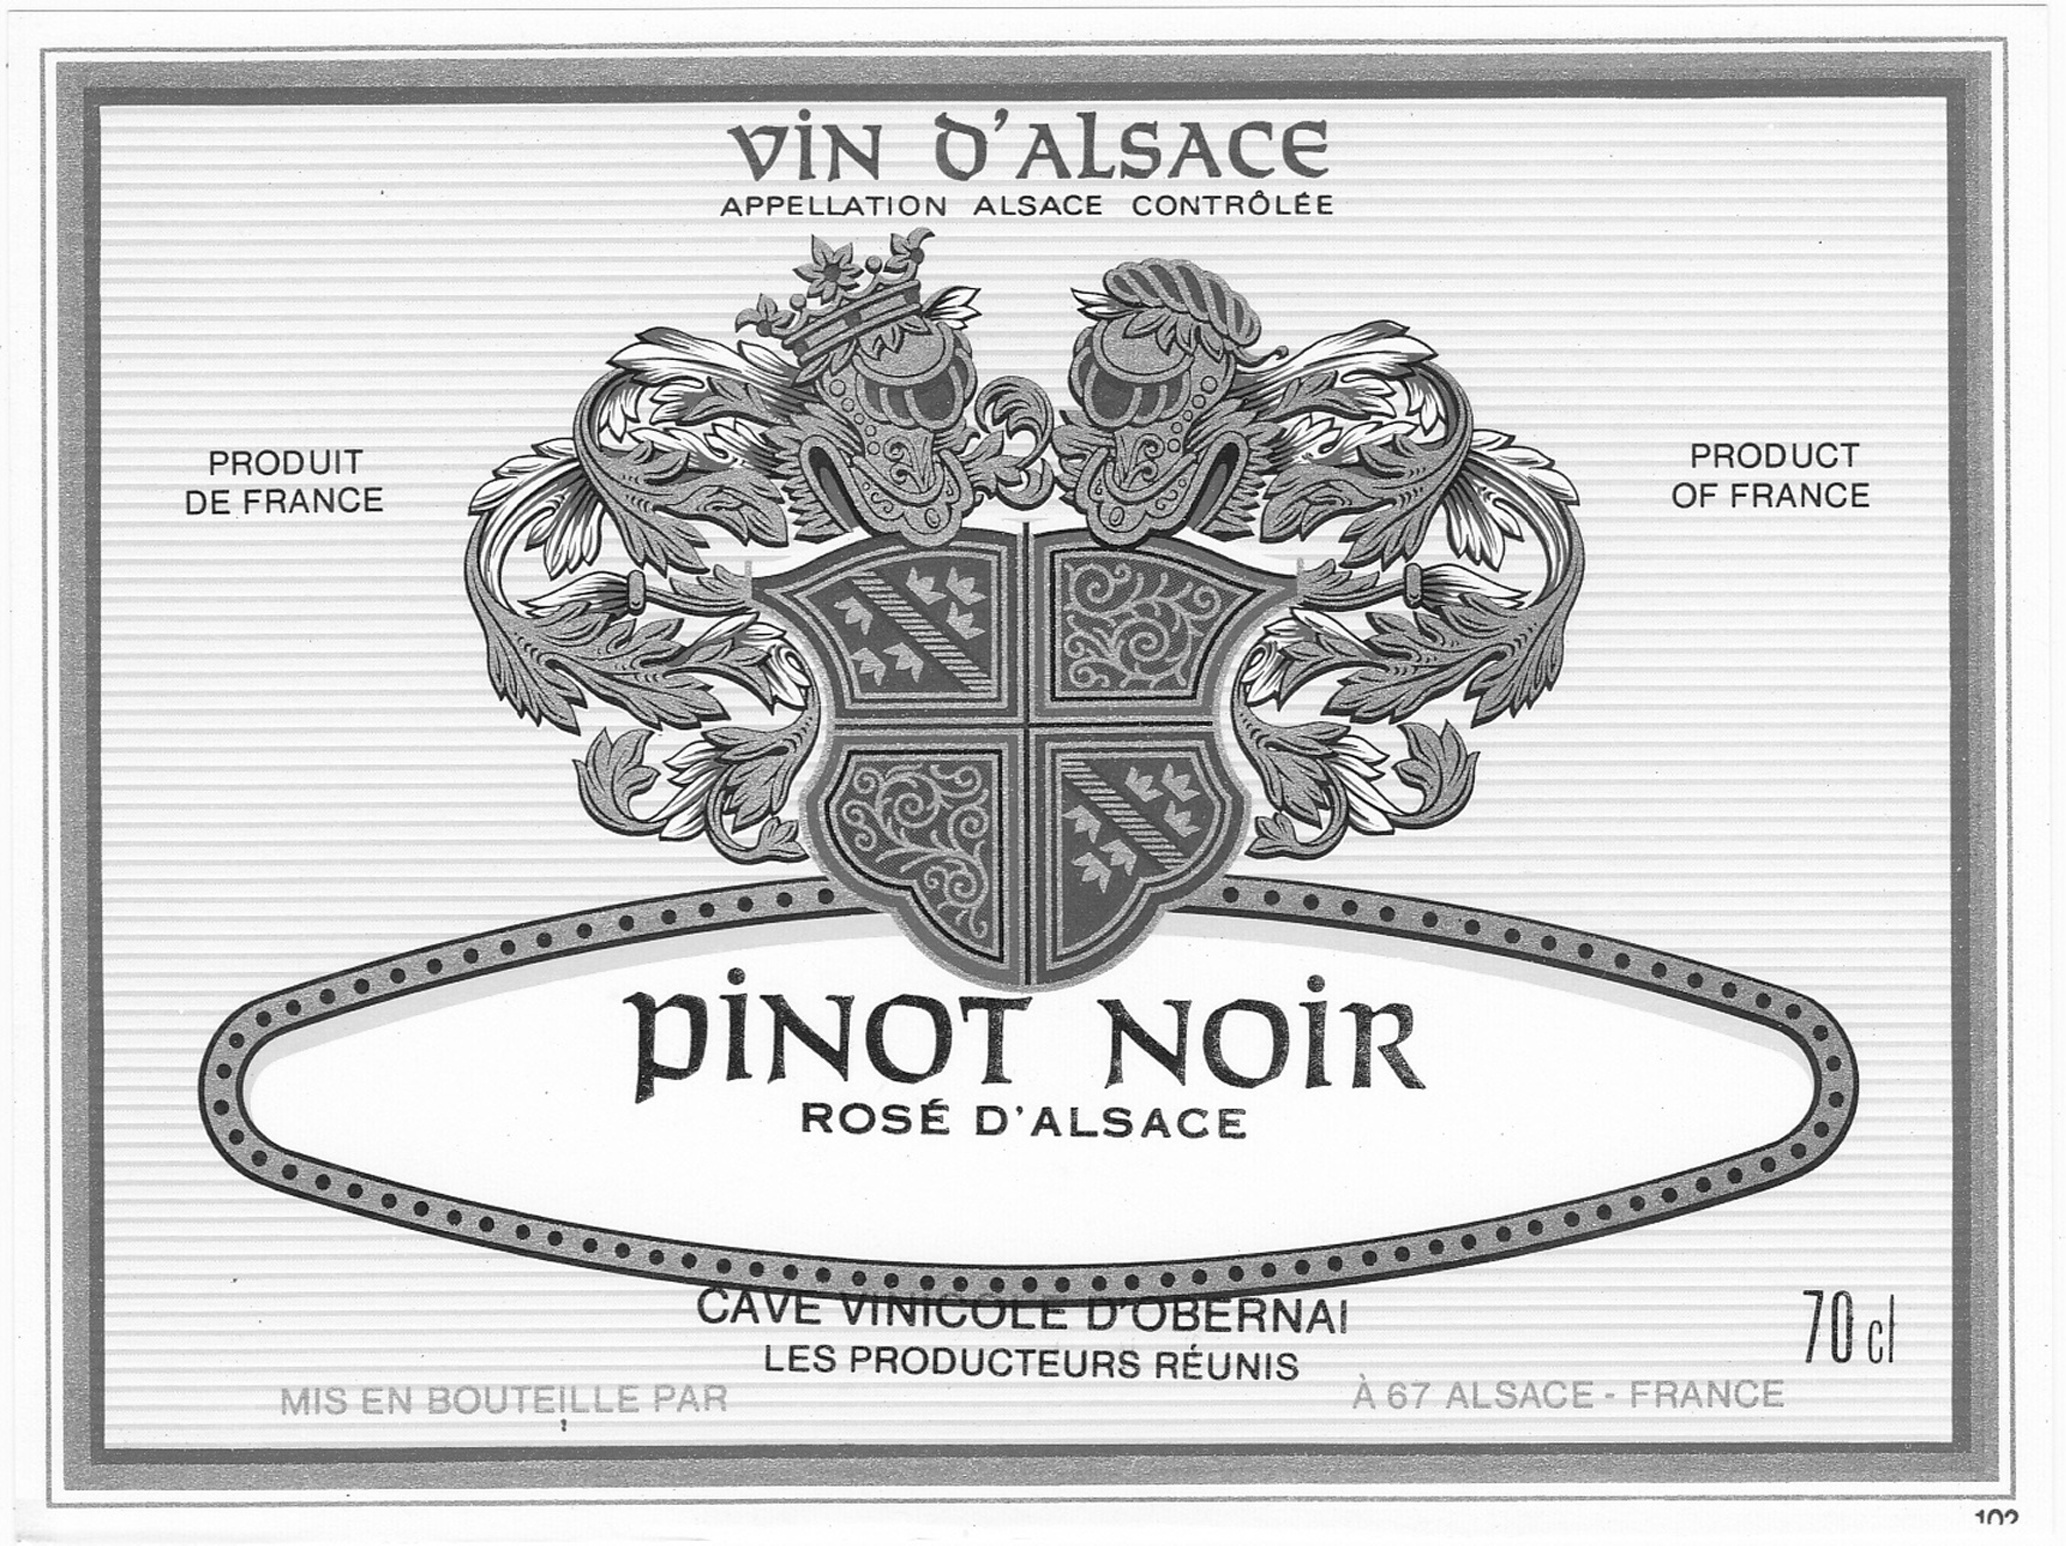 ViN D'ALSACE
APPELLATION ALSACE CONTRÔLÉE
PRODUIT
DE FRANCE
PRODUCT
OF FRANCE
PiNOT NOiR
ROSÉ D'ALSACE
CAVE VINICOLE D'OBERNAI
LES PRODUCTEURS RÉUNIS
70 cl
MIS EN BOUTEILLE PAR
À 67 ALSACE - FRANCE
102